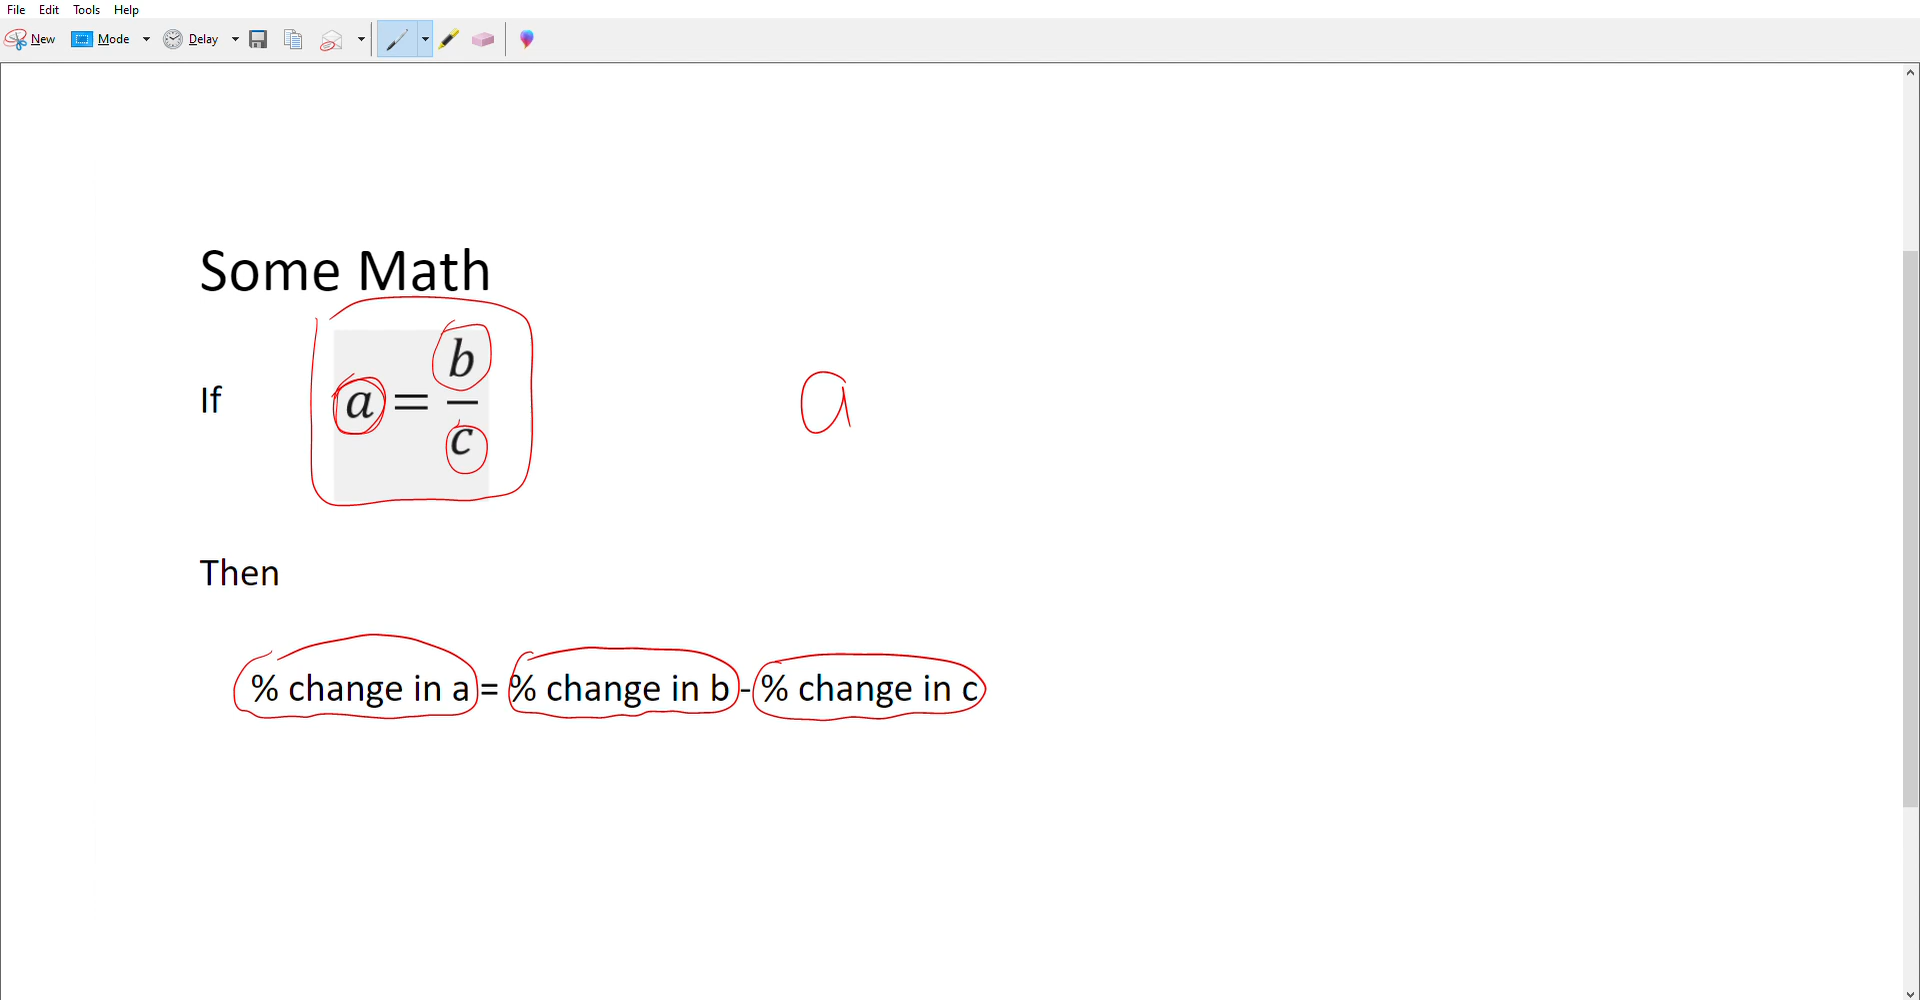 File Edit Tools Help
New Mode Delay
Some Math
If a = b/c a
Then
% change in a = % change in b - % change in c